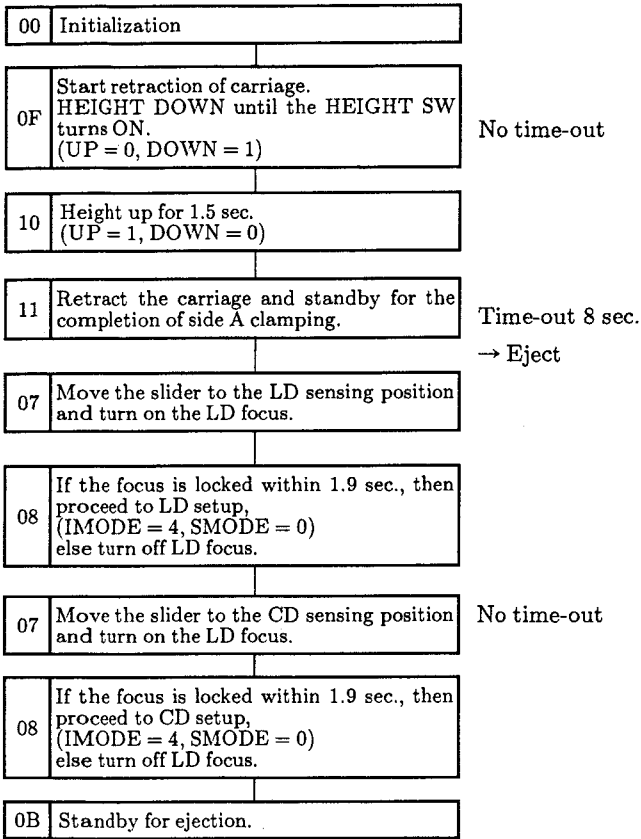 00 Initialization
0F Start retraction of carriage.
HEIGHT DOWN until the HEIGHT SW
turns ON.
(UP = 0, DOWN = 1)
No time-out
10 Height up for 1.5 sec.
(UP = 1, DOWN = 0)
11 Retract the carriage and standby for the
completion of side A clamping.
Time-out 8 sec.
→ Eject
07 Move the slider to the LD sensing position
and turn on the LD focus.
08 If the focus is locked within 1.9 sec., then
proceed to LD setup,
(IMODE = 4, SMODE = 0)
else turn off LD focus.
07 Move the slider to the CD sensing position
and turn on the LD focus.
No time-out
08 If the focus is locked within 1.9 sec., then
proceed to CD setup,
(IMODE = 4, SMODE = 0)
else turn off LD focus.
0B Standby for ejection.